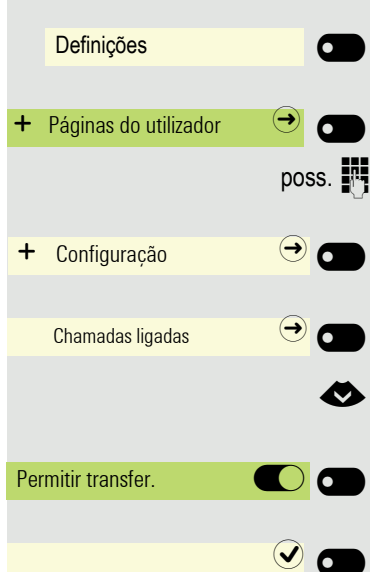 Definições
+ Páginas do utilizador
poss.
+ Configuração
Chamadas ligadas
Permitir transfer.